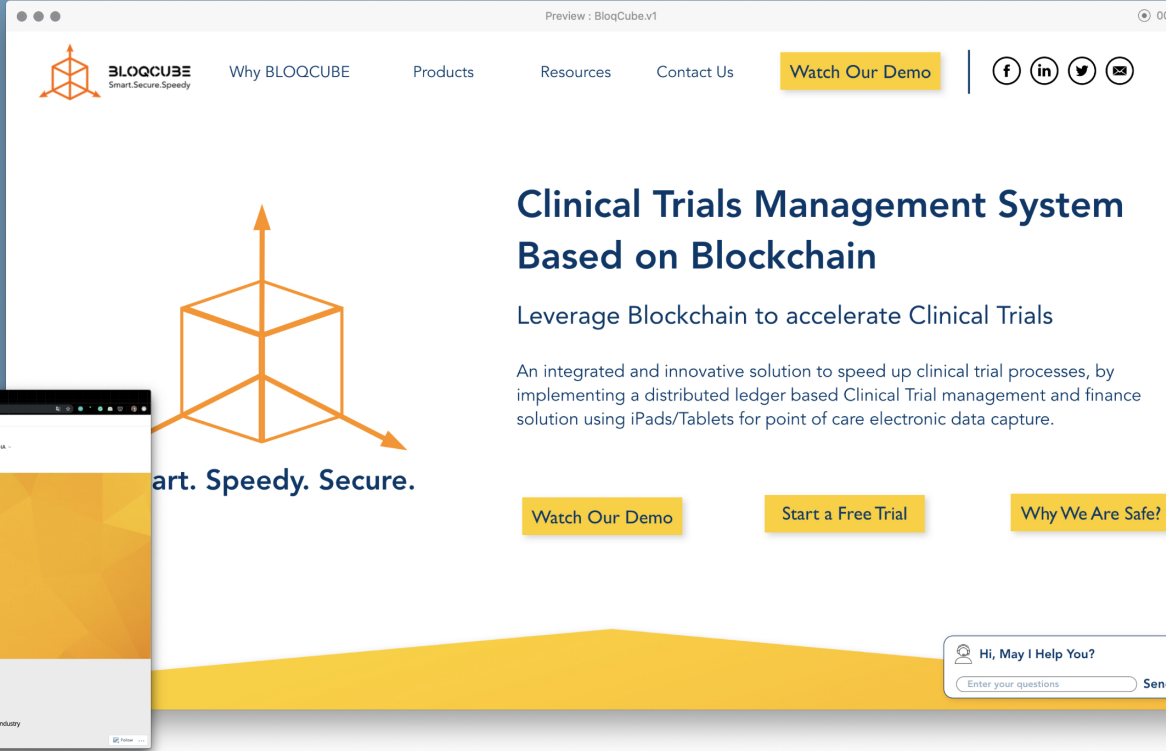 Preview : BloqCube.v1
BLOQCUBE
Smart.Secure.Speedy
Why BLOQCUBE
Products
Resources
Contact Us
Watch Our Demo
Clinical Trials Management System
Based on Blockchain
Leverage Blockchain to accelerate Clinical Trials
An integrated and innovative solution to speed up clinical trial processes, by
implementing a distributed ledger based Clinical Trial management and finance
solution using iPads/Tablets for point of care electronic data capture.
art. Speedy. Secure.
Watch Our Demo
Start a Free Trial
Why We Are Safe?
Hi, May I Help You?
Enter your questions
Sen
ndustry
Follow